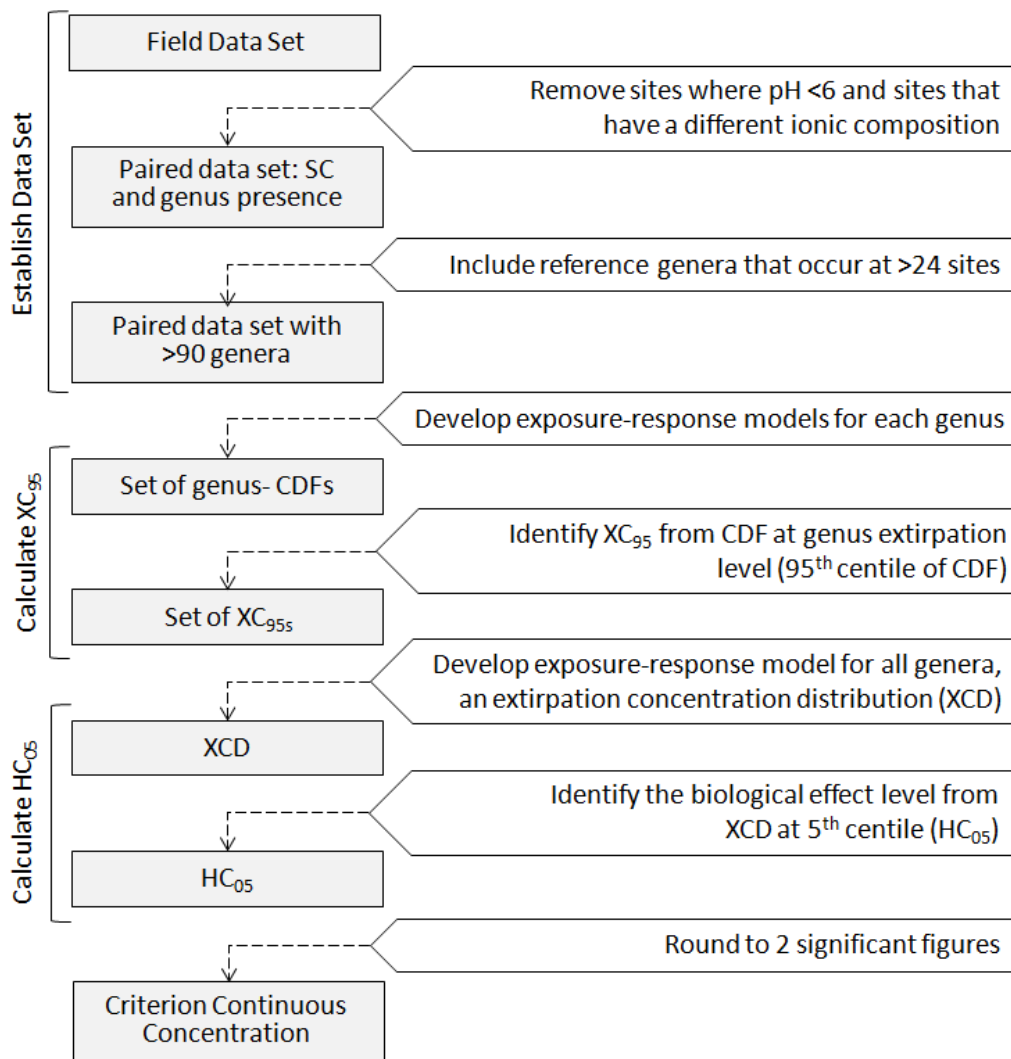 Establish Data Set
Field Data Set
Remove sites where pH <6 and sites that
have a different ionic composition
Paired data set: SC
and genus presence
Include reference genera that occur at >24 sites
Paired data set with
>90 genera
Develop exposure-response models for each genus
Calculate XC₉₅
Set of genus- CDFs
Identify XC₉₅ from CDF at genus extirpation
level (95ᵗʰ centile of CDF)
Set of XC₉₅ₛ
Develop exposure-response model for all genera,
an extirpation concentration distribution (XCD)
Calculate HC₀₅
XCD
Identify the biological effect level from
XCD at 5ᵗʰ centile (HC₀₅)
HC₀₅
Round to 2 significant figures
Criterion Continuous
Concentration